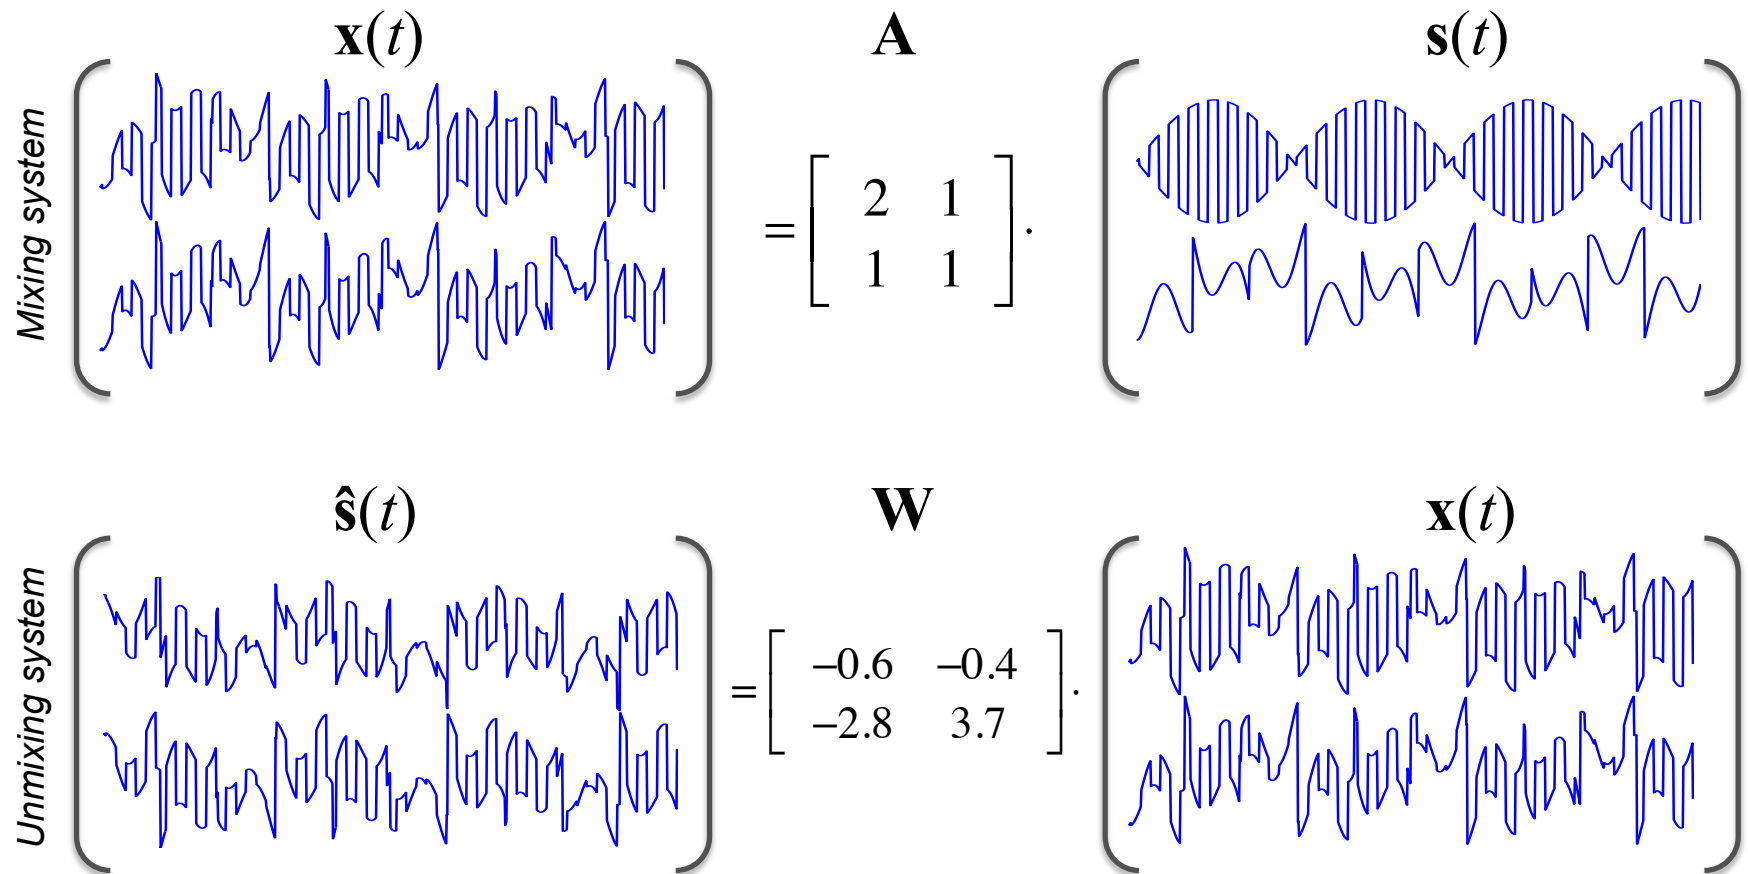 x(t) A s(t)
Mixing system
= [ 2 1 ] ·
1 1
ŝ(t) W x(t)
Unmixing system
= [ −0.6 −0.4 ] ·
−2.8 3.7